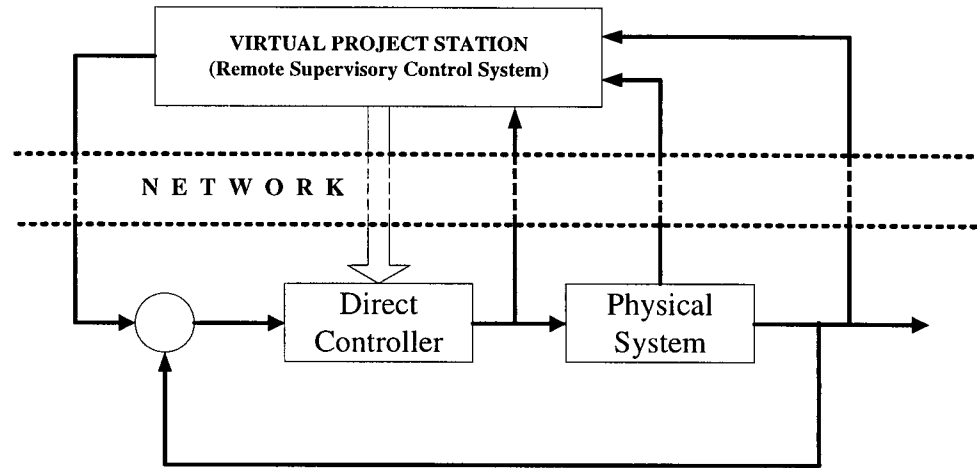 VIRTUAL PROJECT STATION
(Remote Supervisory Control System)
N E T W O R K
Direct
Controller
Physical
System